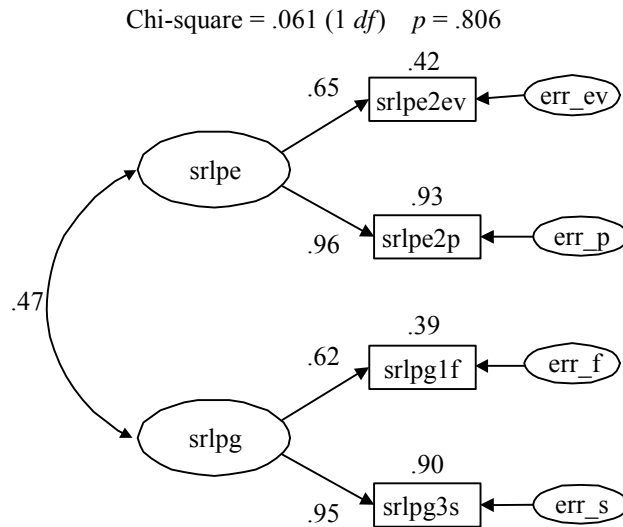 Chi-square = .061 (1 df) p = .806
.42
.65 srlpe2ev err_ev
srlpe
.93
.96 srlpe2p err_p
.47
.39
.62 srlpg1f err_f
srlpg
.90
.95 srlpg3s err_s